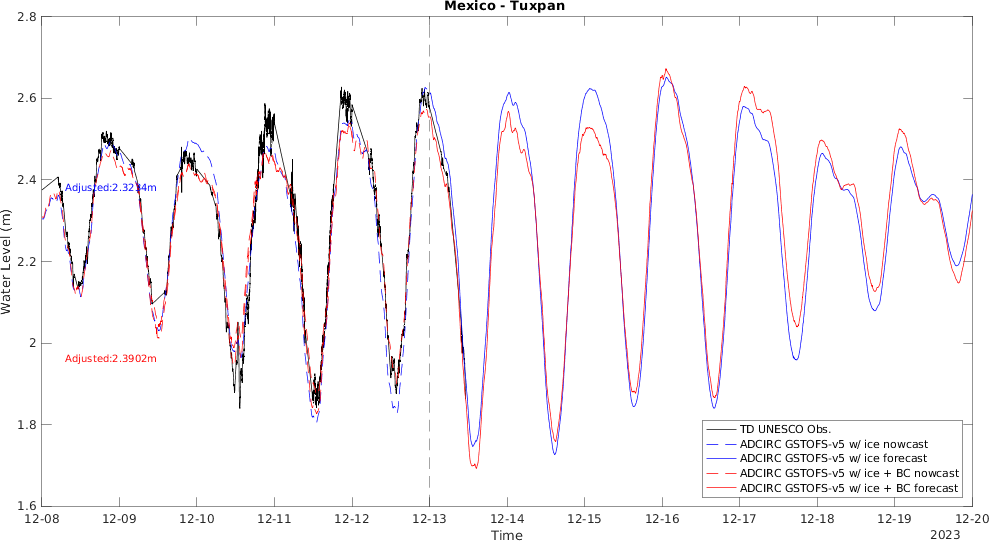 Mexico - Tuxpan
Water Level (m)
2.8
2.6
2.4
2.2
2
1.8
1.6
Adjusted:2.3234m
Adjusted:2.3902m
TD UNESCO Obs.
ADCIRC GSTOFS-v5 w/ ice nowcast
ADCIRC GSTOFS-v5 w/ ice forecast
ADCIRC GSTOFS-v5 w/ ice + BC nowcast
ADCIRC GSTOFS-v5 w/ ice + BC forecast
12-08 12-09 12-10 12-11 12-12 12-13 12-14 12-15 12-16 12-17 12-18 12-19 12-20
Time
2023